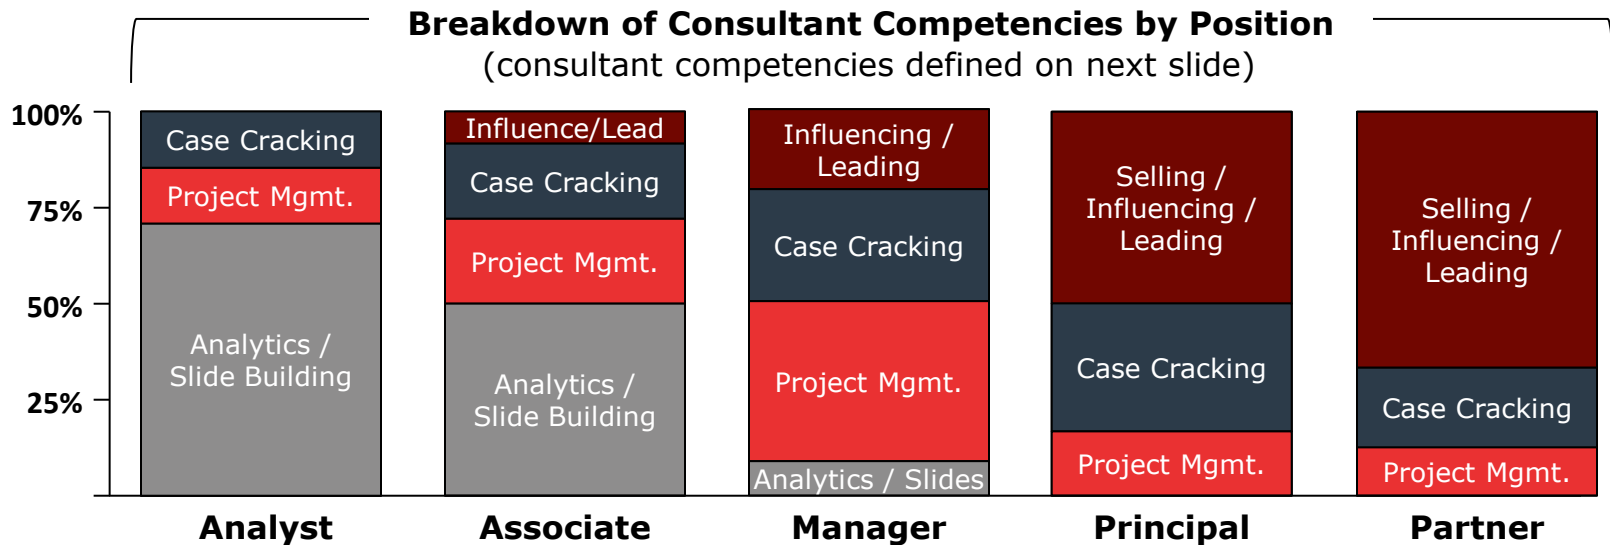 Breakdown of Consultant Competencies by Position
(consultant competencies defined on next slide)
100%
75%
50%
25%
Case Cracking
Project Mgmt.
Analytics /
Slide Building
Analyst
Influence/Lead
Case Cracking
Project Mgmt.
Analytics /
Slide Building
Associate
Influencing /
Leading
Case Cracking
Project Mgmt.
Analytics / Slides
Manager
Selling /
Influencing /
Leading
Case Cracking
Project Mgmt.
Principal
Selling /
Influencing /
Leading
Case Cracking
Project Mgmt.
Partner